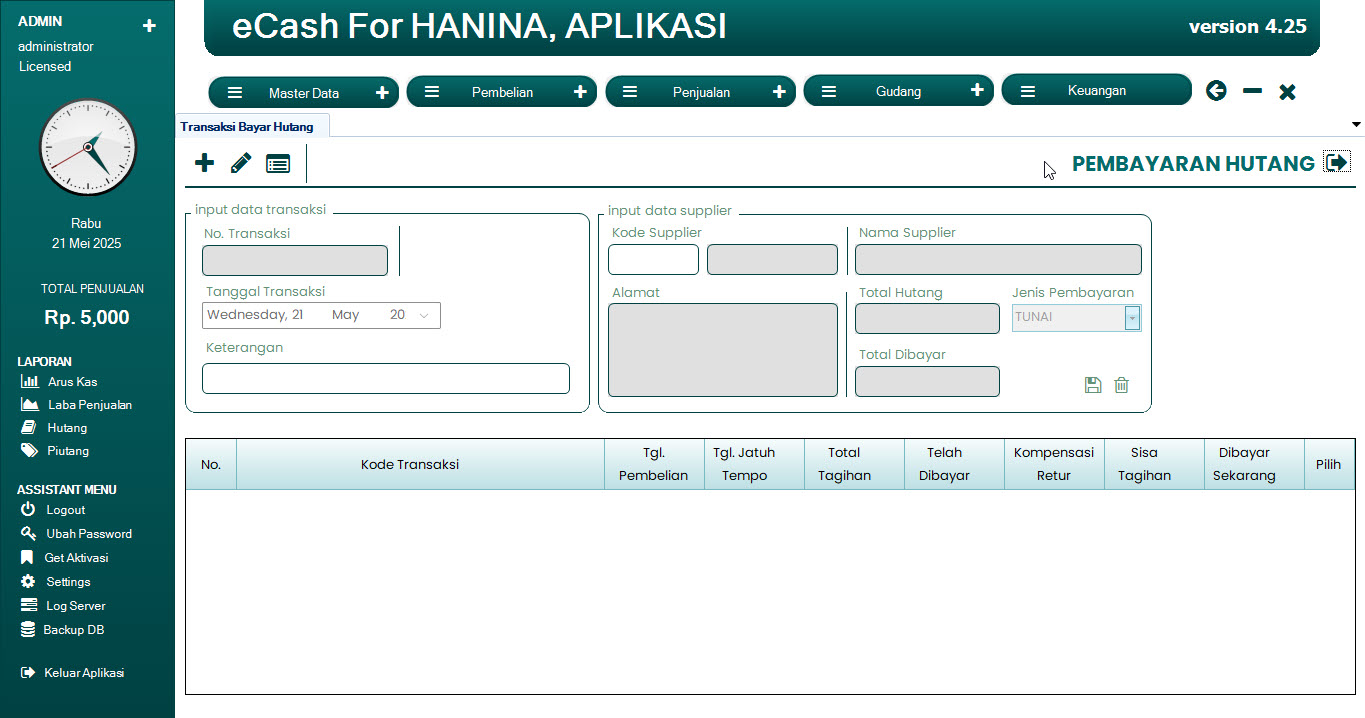 ADMIN
administrator
Licensed
eCash For HANINA, APLIKASI
version 4.25
Master Data
Pembelian
Penjualan
Gudang
Keuangan
Transaksi Bayar Hutang
PEMBAYARAN HUTANG
Rabu
21 Mei 2025
TOTAL PENJUALAN
Rp. 5,000
LAPORAN
Arus Kas
Laba Penjualan
Hutang
Piutang
ASSISTANT MENU
Logout
Ubah Password
Get Aktivasi
Settings
Log Server
Backup DB
Keluar Aplikasi
input data transaksi
No. Transaksi
Tanggal Transaksi
Wednesday, 21 May 20
Keterangan
input data supplier
Kode Supplier
Nama Supplier
Alamat
Total Hutang
Jenis Pembayaran
TUNAI
Total Dibayar
No.
Kode Transaksi
Tgl.
Pembelian
Tgl. Jatuh
Tempo
Total
Tagihan
Telah
Dibayar
Kompensasi
Retur
Sisa
Tagihan
Dibayar
Sekarang
Pilih